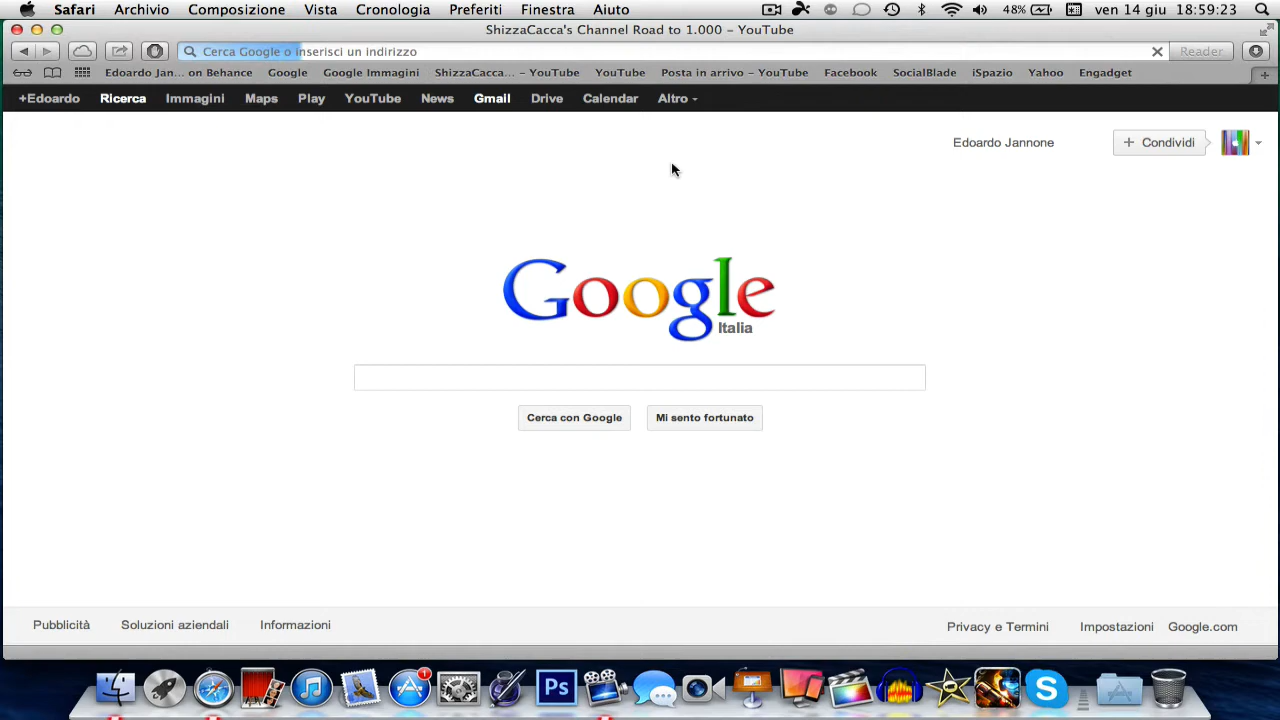 Safari Archivio Composizione Vista Cronologia Preferiti Finestra Aiuto 48% ven 14 giu 18:59:23
ShizzaCacca's Channel Road to 1.000 – YouTube
Cerca Google o inserisci un indirizzo Reader
Edoardo Jan... on Behance Google Google Immagini ShizzaCacca... – YouTube YouTube Posta in arrivo – YouTube Facebook SocialBlade iSpazio Yahoo Engadget
+Edoardo Ricerca Immagini Maps Play YouTube News Gmail Drive Calendar Altro
Edoardo Jannone + Condividi
Google
Italia
Cerca con Google Mi sento fortunato
Pubblicità Soluzioni aziendali Informazioni Privacy e Termini Impostazioni Google.com
1
Ps